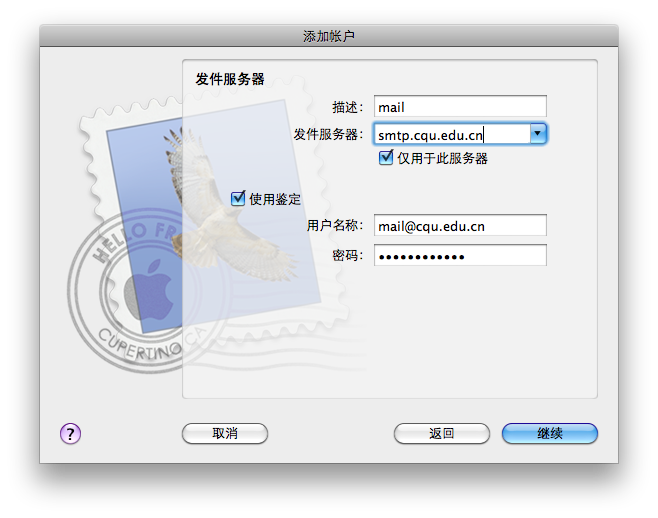 添加帐户
发件服务器
描述： mail
发件服务器： smtp.cqu.edu.cn
仅用于此服务器
使用鉴定
用户名称： mail@cqu.edu.cn
密码： ••••••••••••
HELLO FR
CUPERTINO, CA
? 取消 返回 继续